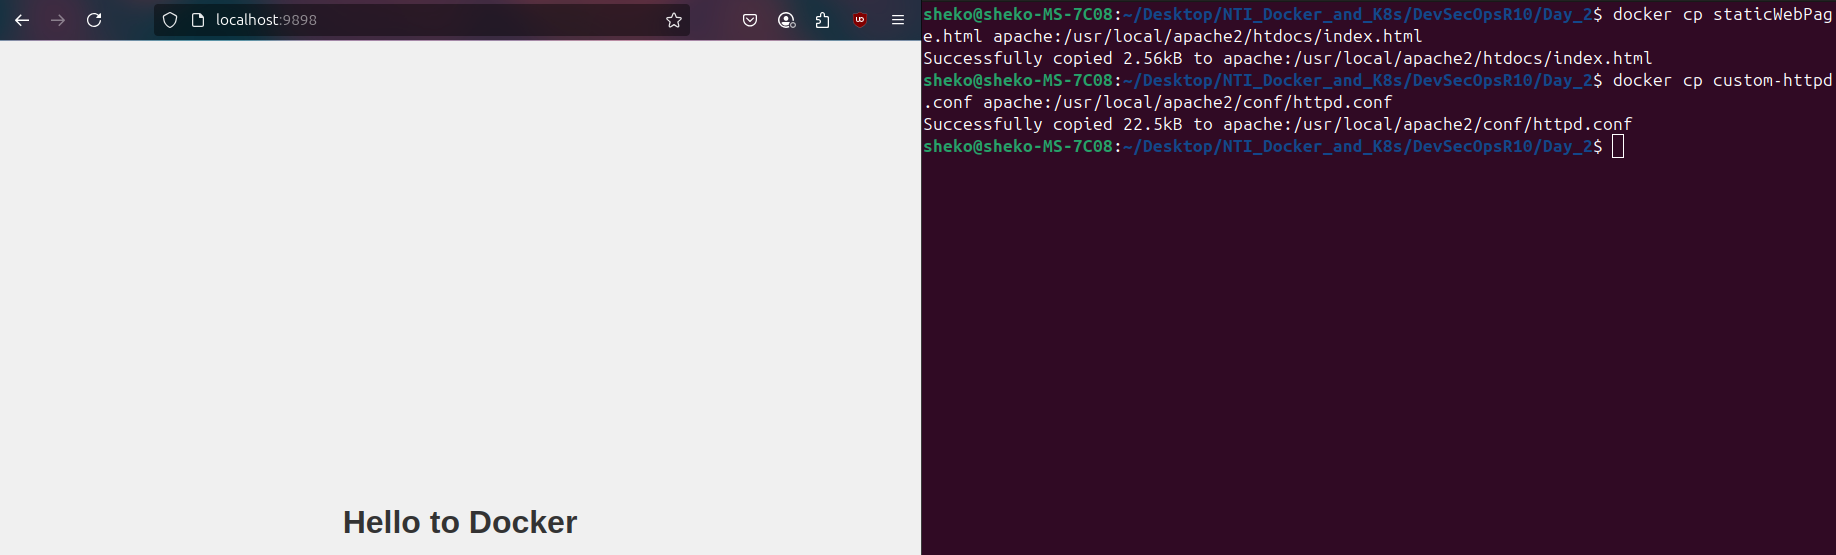 localhost:9898
Hello to Docker
sheko@sheko-MS-7C08:~/Desktop/NTI_Docker_and_K8s/DevSecOpsR10/Day_2$ docker cp staticWebPag
e.html apache:/usr/local/apache2/htdocs/index.html
Successfully copied 2.56kB to apache:/usr/local/apache2/htdocs/index.html
sheko@sheko-MS-7C08:~/Desktop/NTI_Docker_and_K8s/DevSecOpsR10/Day_2$ docker cp custom-httpd
.conf apache:/usr/local/apache2/conf/httpd.conf
Successfully copied 22.5kB to apache:/usr/local/apache2/conf/httpd.conf
sheko@sheko-MS-7C08:~/Desktop/NTI_Docker_and_K8s/DevSecOpsR10/Day_2$